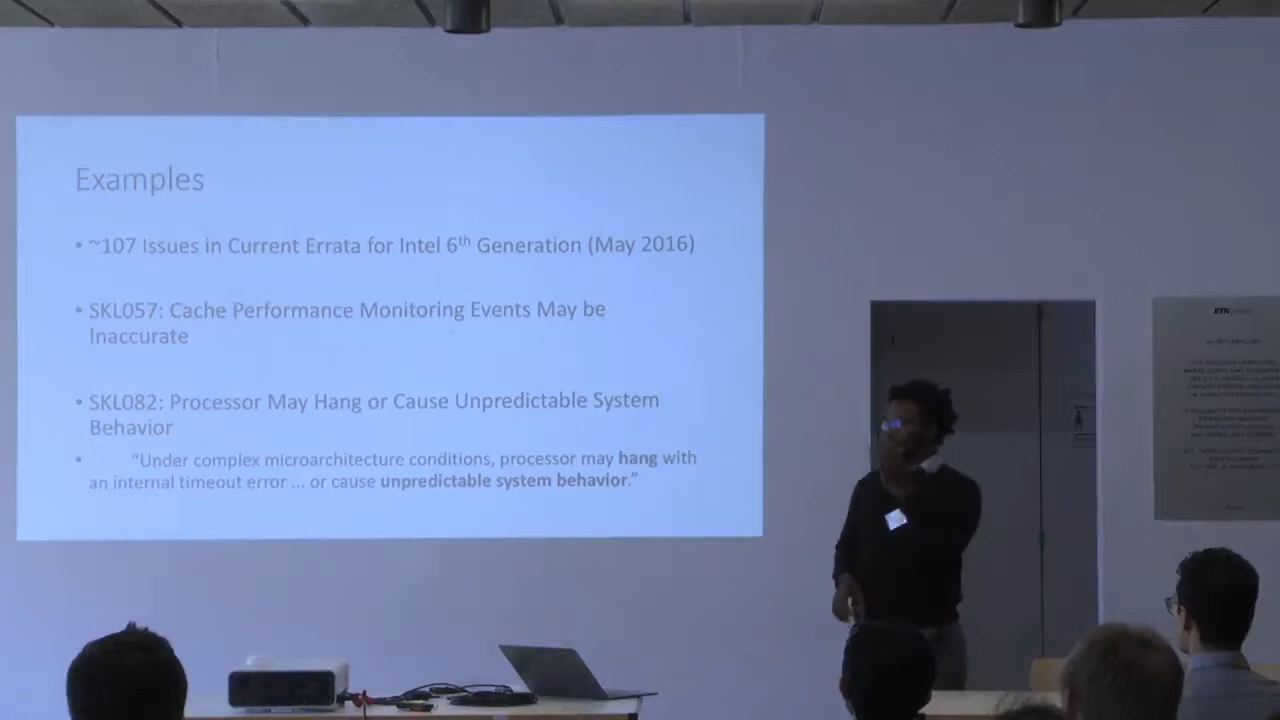 Examples
• ~107 Issues in Current Errata for Intel 6th Generation (May 2016)
• SKL057: Cache Performance Monitoring Events May be
Inaccurate
• SKL082: Processor May Hang or Cause Unpredictable System
Behavior
• "Under complex microarchitecture conditions, processor may hang with
an internal timeout error ... or cause unpredictable system behavior."